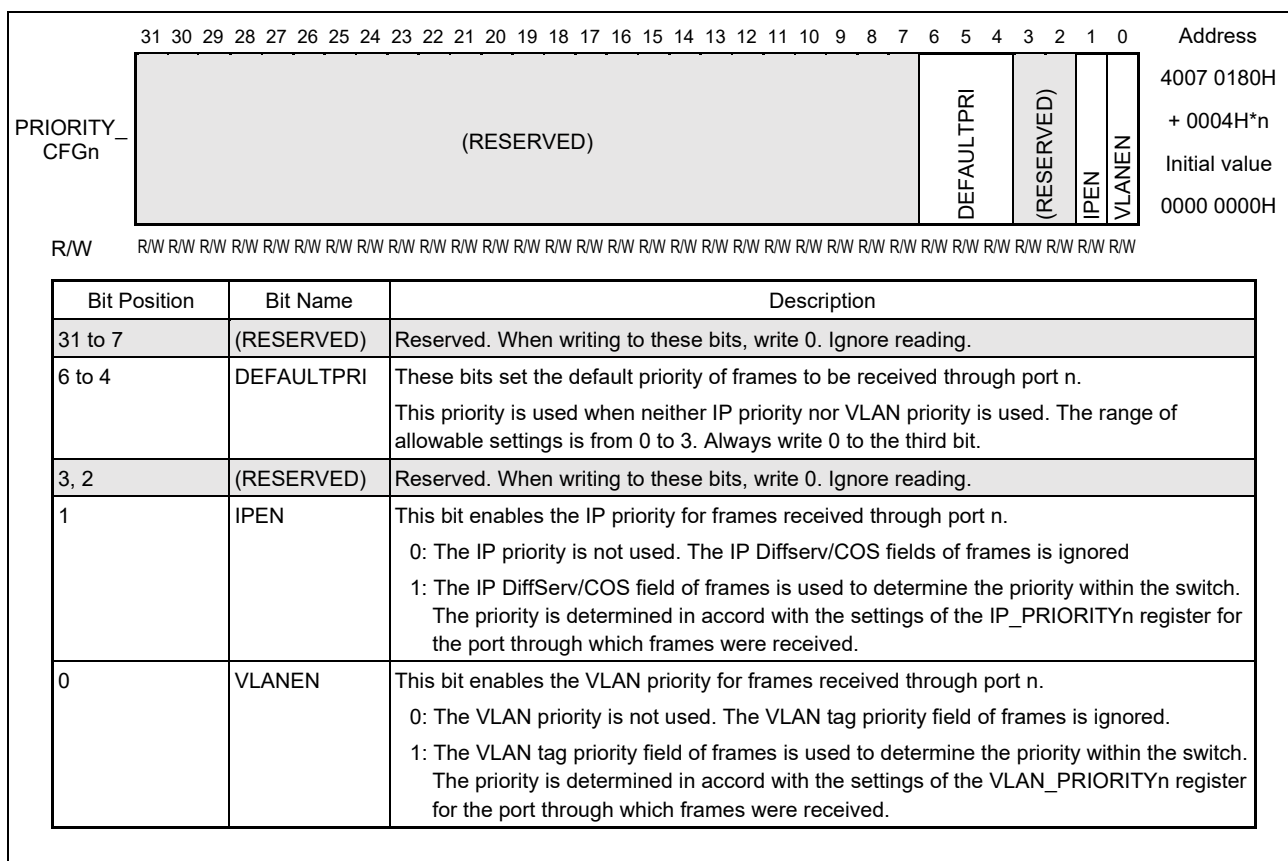 31 30 29 28 27 26 25 24 23 22 21 20 19 18 17 16 15 14 13 12 11 10 9 8 7 6 5 4 3 2 1 0 Address
PRIORITY_
CFGn
(RESERVED)
DEFAULTPRI
(RESERVED)
IPEN
VLANEN
4007 0180H
+ 0004H*n
Initial value
0000 0000H
R/W R/W R/W R/W R/W R/W R/W R/W R/W R/W R/W R/W R/W R/W R/W R/W R/W R/W R/W R/W R/W R/W R/W R/W R/W R/W R/W R/W R/W R/W R/W R/W R/W
Bit Position Bit Name Description
31 to 7 (RESERVED) Reserved. When writing to these bits, write 0. Ignore reading.
6 to 4 DEFAULTPRI These bits set the default priority of frames to be received through port n.
This priority is used when neither IP priority nor VLAN priority is used. The range of
allowable settings is from 0 to 3. Always write 0 to the third bit.
3, 2 (RESERVED) Reserved. When writing to these bits, write 0. Ignore reading.
1 IPEN This bit enables the IP priority for frames received through port n.
0: The IP priority is not used. The IP Diffserv/COS fields of frames is ignored
1: The IP DiffServ/COS field of frames is used to determine the priority within the switch.
The priority is determined in accord with the settings of the IP_PRIORITYn register for
the port through which frames were received.
0 VLANEN This bit enables the VLAN priority for frames received through port n.
0: The VLAN priority is not used. The VLAN tag priority field of frames is ignored.
1: The VLAN tag priority field of frames is used to determine the priority within the switch.
The priority is determined in accord with the settings of the VLAN_PRIORITYn register
for the port through which frames were received.